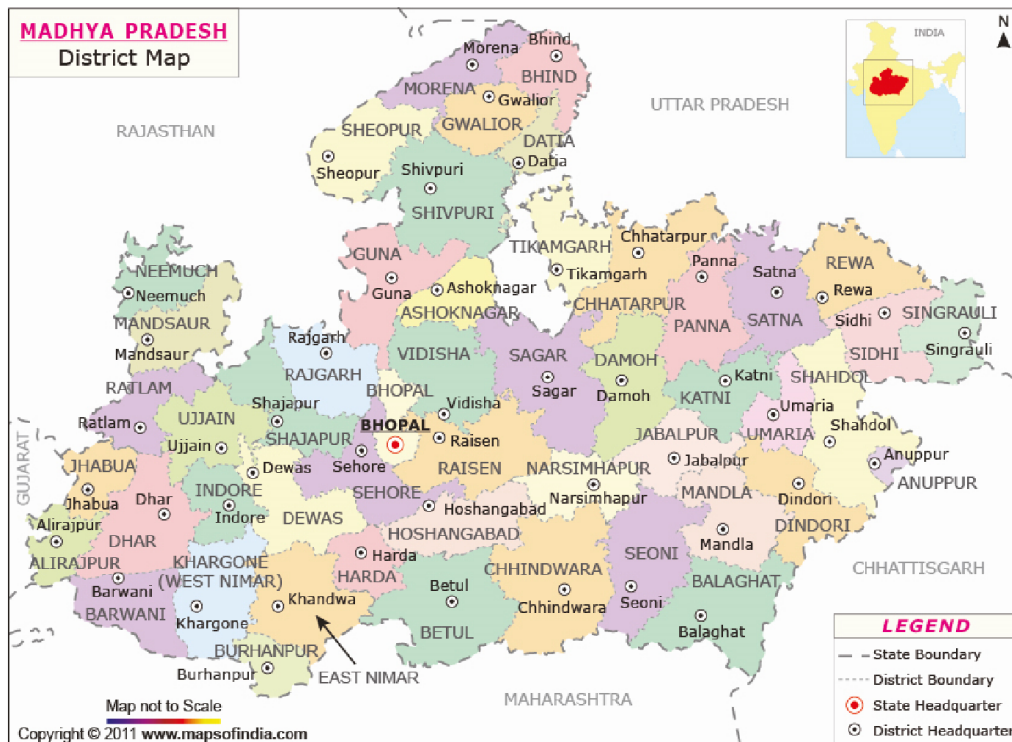 MADHYA PRADESH
District Map
INDIA
N
RAJASTHAN
UTTAR PRADESH
GUJARAT
CHHATTISGARH
MAHARASHTRA
Morena
MORENA
Bhind
BHIND
Gwalior
GWALIOR
SHEOPUR
Sheopur
DATIA
Datia
Shivpuri
SHIVPURI
TIKAMGARH
Tikamgarh
Chhatarpur
CHHATARPUR
Panna
PANNA
Satna
SATNA
REWA
Rewa
Sidhi
SIDHI
SINGRAULI
Singrauli
GUNA
Guna
Ashoknagar
ASHOKNAGAR
NEEMUCH
Neemuch
MANDSAUR
Mandsaur
Rajgarh
RAJGARH
VIDISHA
Vidisha
SAGAR
Sagar
DAMOH
Damoh
Katni
KATNI
SHAHDOL
Shahdol
Umaria
UMARIA
RATLAM
Ratlam
UJJAIN
Ujjain
Shajapur
SHAJAPUR
BHOPAL
BHOPAL
Raisen
RAISEN
Sehore
SEHORE
JABALPUR
Jabalpur
NARSIMHAPUR
Narsimhapur
MANDLA
Mandla
Dindori
DINDORI
Anuppur
ANUPPUR
JHABUA
Jhabua
Alirajpur
ALIRAJPUR
Dhar
DHAR
INDORE
Indore
Dewas
DEWAS
Hoshangabad
HOSHANGABAD
Harda
HARDA
Betul
BETUL
CHHINDWARA
Chhindwara
SEONI
Seoni
BALAGHAT
Balaghat
Barwani
BARWANI
KHARGONE
(WEST NIMAR)
Khargone
Khandwa
EAST NIMAR
BURHANPUR
Burhanpur
LEGEND
State Boundary
District Boundary
State Headquarter
District Headquarter
Map not to Scale
Copyright © 2011 www.mapsofindia.com